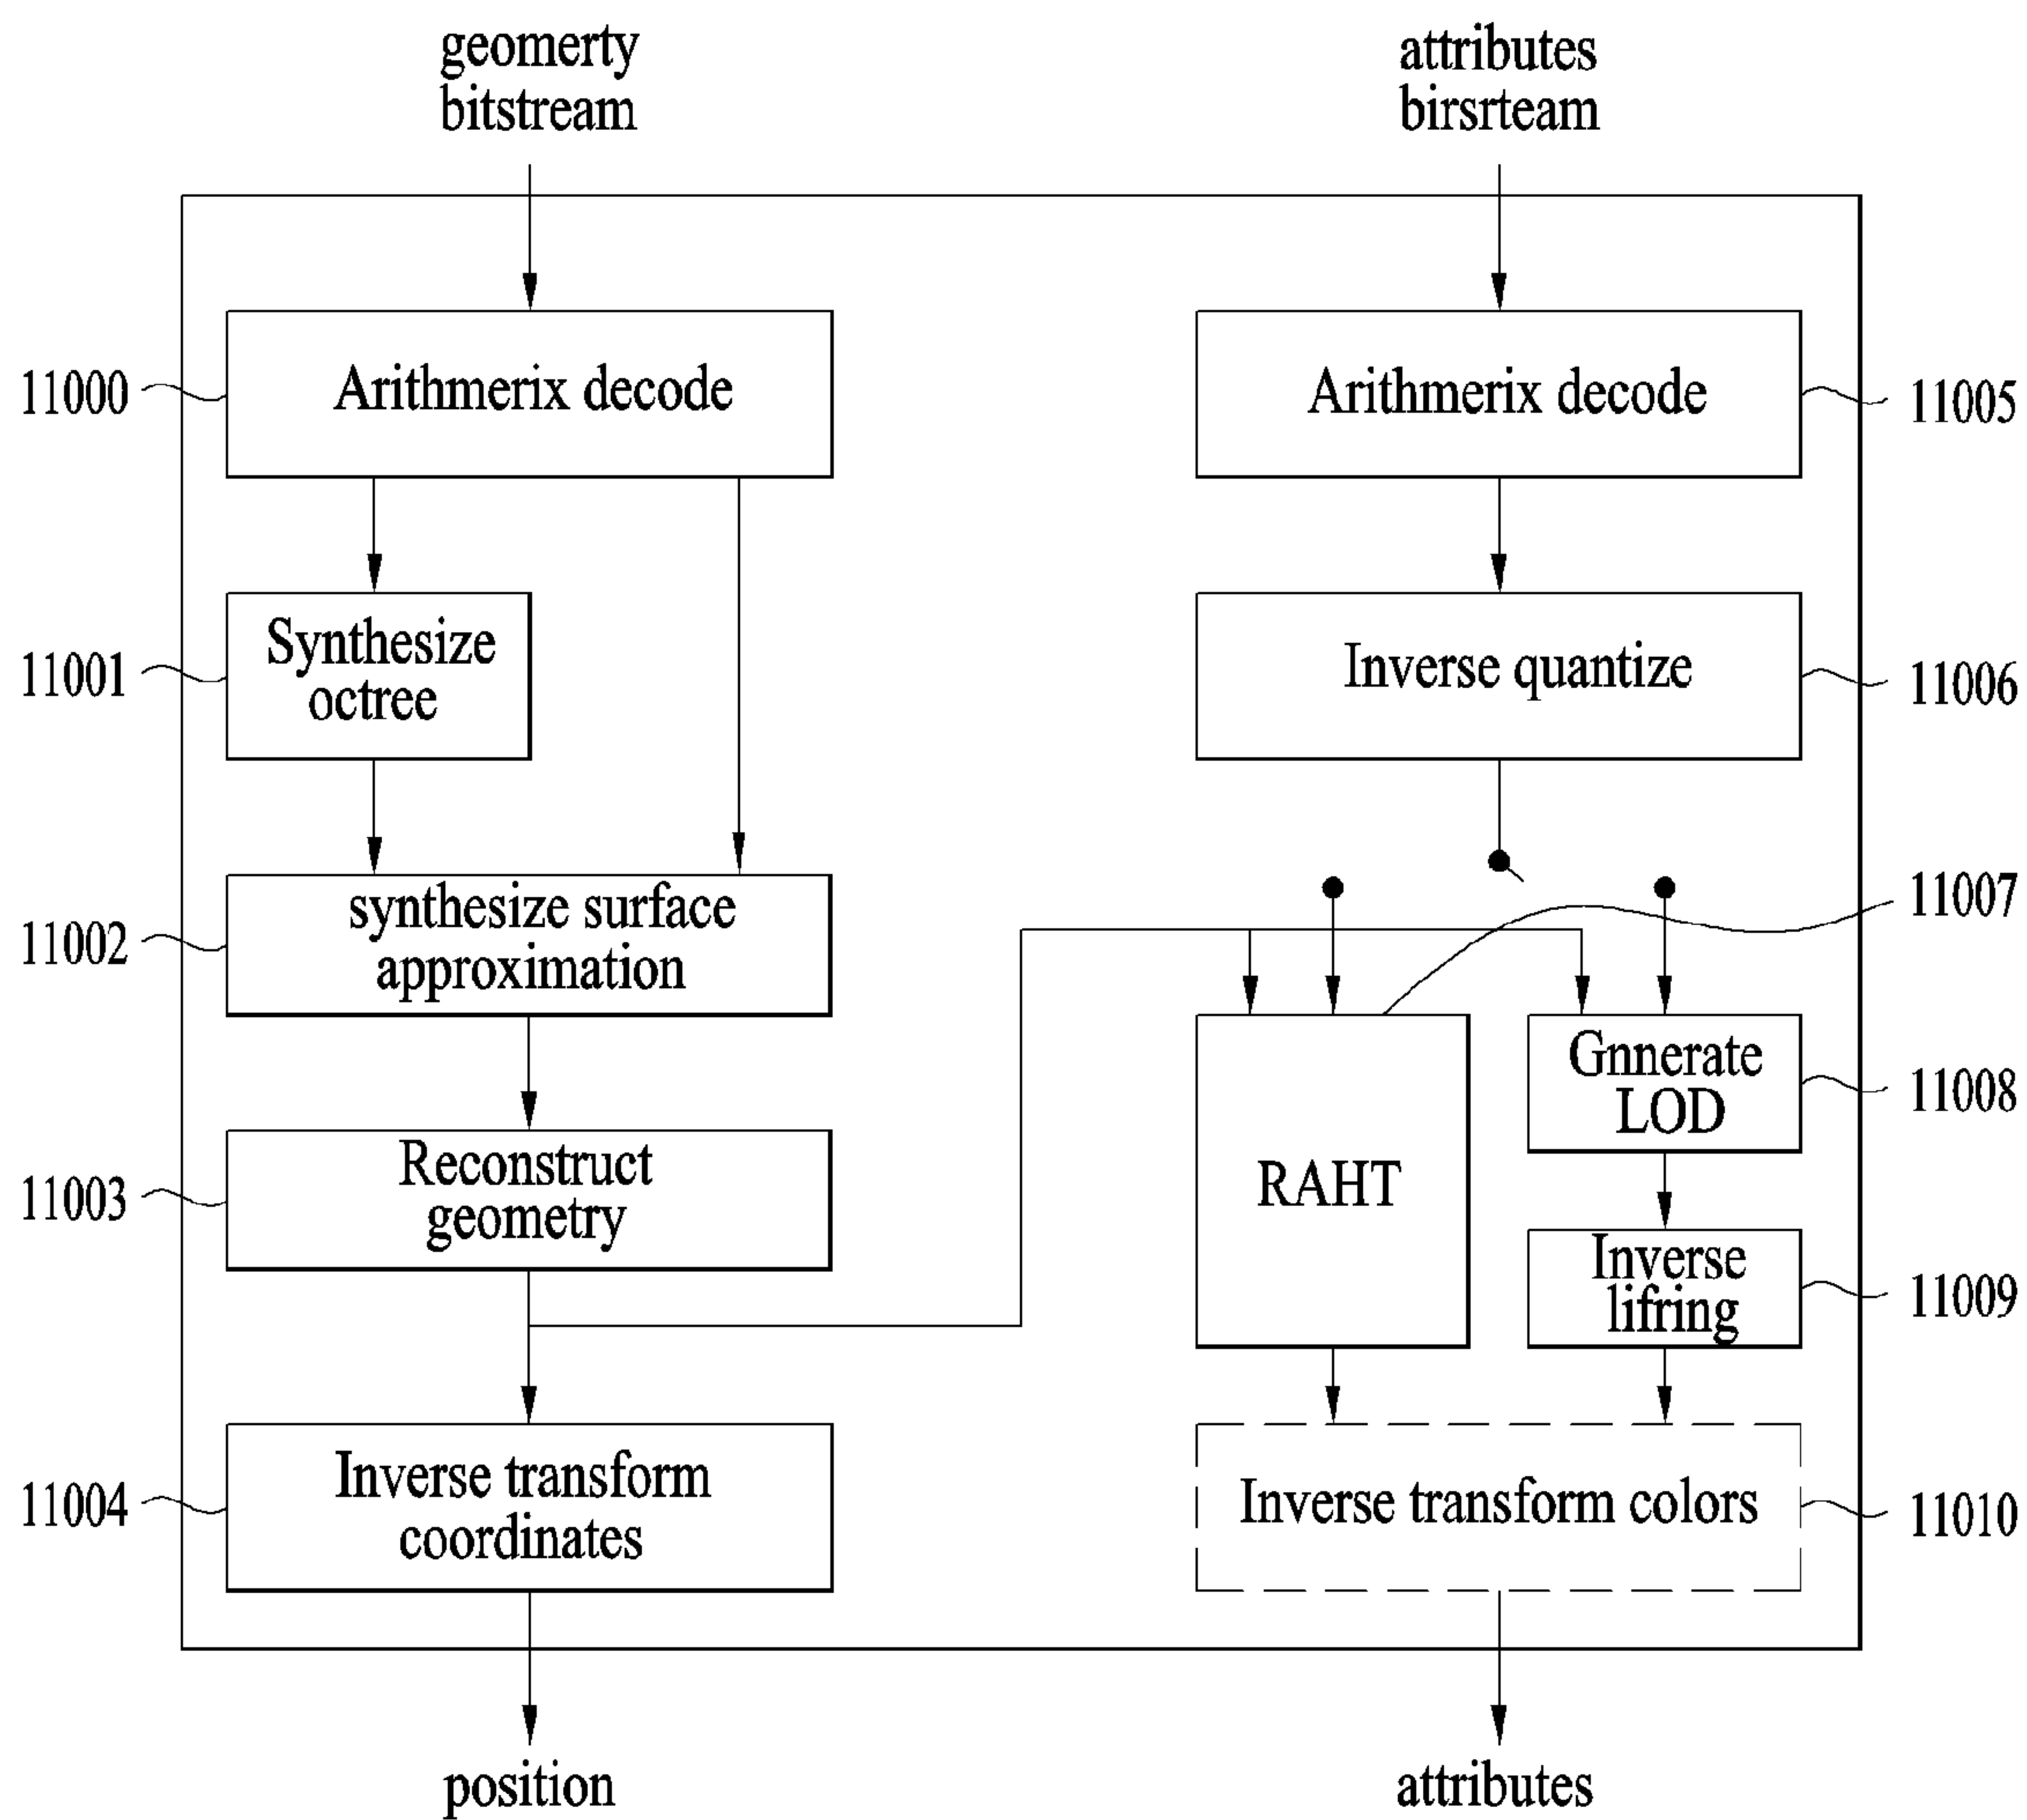 geomerty
bitstream
attributes
birsrteam
11000
Arithmerix decode
Arithmerix decode
11005
11001
Synthesize
octree
Inverse quantize
11006
11002
synthesize surface
approximation
11007
11003
Reconstruct
geometry
RAHT
Gnnerate
LOD
11008
Inverse
lifring
11009
11004
Inverse transform
coordinates
Inverse transform colors
11010
position
attributes